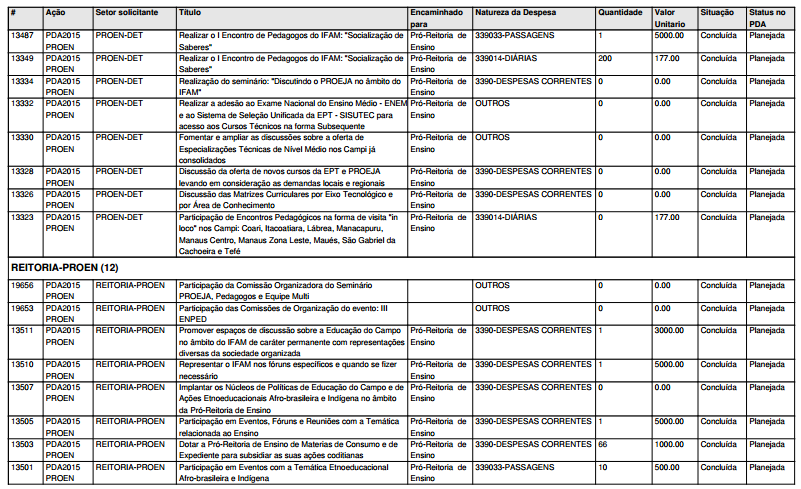 # Ação Setor solicitante Título Encaminhado para Natureza da Despesa Quantidade Valor Unitario Situação Status no PDA
13487 PDA2015 PROEN-DET Realizar o I Encontro de Pedagogos do IFAM: "Socialização de Pró-Reitoria de 339033-PASSAGENS 1 5000.00 Concluída Planejada
PROEN Saberes" Ensino
13349 PDA2015 PROEN-DET Realizar o I Encontro de Pedagogos do IFAM: "Socialização de Pró-Reitoria de 339014-DIÁRIAS 200 177.00 Concluída Planejada
PROEN Saberes" Ensino
13334 PDA2015 PROEN-DET Realização do seminário: "Discutindo o PROEJA no âmbito do Pró-Reitoria de 3390-DESPESAS CORRENTES 0 0.00 Concluída Planejada
PROEN IFAM" Ensino
13332 PDA2015 PROEN-DET Realizar a adesão ao Exame Nacional do Ensino Médio - ENEM Pró-Reitoria de OUTROS 0 0.00 Concluída Planejada
PROEN e ao Sistema de Seleção Unificada da EPT - SISUTEC para Ensino
acesso aos Cursos Técnicos na forma Subsequente
13330 PDA2015 PROEN-DET Fomentar e ampliar as discussões sobre a oferta de Pró-Reitoria de OUTROS 0 0.00 Concluída Planejada
PROEN Especializações Técnicas de Nível Médio nos Campi já Ensino
consolidados
13328 PDA2015 PROEN-DET Discussão da oferta de novos cursos da EPT e PROEJA Pró-Reitoria de 3390-DESPESAS CORRENTES 0 0.00 Concluída Planejada
PROEN levando em consideração as demandas locais e regionais Ensino
13326 PDA2015 PROEN-DET Discussão das Matrizes Curriculares por Eixo Tecnológico e Pró-Reitoria de 3390-DESPESAS CORRENTES 0 0.00 Concluída Planejada
PROEN por Área de Conhecimento Ensino
13323 PDA2015 PROEN-DET Participação de Encontros Pedagógicos na forma de visita "in Pró-Reitoria de 339014-DIÁRIAS 0 177.00 Concluída Planejada
PROEN loco" nos Campi: Coari, Itacoatiara, Lábrea, Manacapuru, Ensino
Manaus Centro, Manaus Zona Leste, Maués, São Gabriel da
Cachoeira e Tefé
REITORIA-PROEN (12)
19656 PDA2015 REITORIA-PROEN Participação da Comissão Organizadora do Seminário OUTROS 0 0.00 Concluída Planejada
PROEN PROEJA, Pedagogos e Equipe Multi
19653 PDA2015 REITORIA-PROEN Participação das Comissões de Organização do evento: III OUTROS 0 0.00 Concluída Planejada
PROEN ENPED
13511 PDA2015 REITORIA-PROEN Promover espaços de discussão sobre a Educação do Campo Pró-Reitoria de 3390-DESPESAS CORRENTES 1 3000.00 Concluída Planejada
PROEN no âmbito do IFAM de caráter permanente com representações Ensino
diversas da sociedade organizada
13510 PDA2015 REITORIA-PROEN Representar o IFAM nos fóruns específicos e quando se fizer Pró-Reitoria de 3390-DESPESAS CORRENTES 1 5000.00 Concluída Planejada
PROEN necessário Ensino
13507 PDA2015 REITORIA-PROEN Implantar os Núcleos de Políticas de Educação do Campo e de Pró-Reitoria de 3390-DESPESAS CORRENTES 0 0.00 Concluída Planejada
PROEN Ações Etnoeducacionais Afro-brasileira e Indígena no âmbito Ensino
da Pró-Reitoria de Ensino
13505 PDA2015 REITORIA-PROEN Participação em Eventos, Fóruns e Reuniões com a Temática Pró-Reitoria de 3390-DESPESAS CORRENTES 1 5000.00 Concluída Planejada
PROEN relacionada ao Ensino Ensino
13503 PDA2015 REITORIA-PROEN Dotar a Pró-Reitoria de Ensino de Materias de Consumo e de Pró-Reitoria de 3390-DESPESAS CORRENTES 66 1000.00 Concluída Planejada
PROEN Expediente para subsidiar as suas ações coditianas Ensino
13501 PDA2015 REITORIA-PROEN Participação em Eventos com a Temática Etnoeducacional Pró-Reitoria de 339033-PASSAGENS 10 500.00 Concluída Planejada
PROEN Afro-brasileira e Indígena Ensino